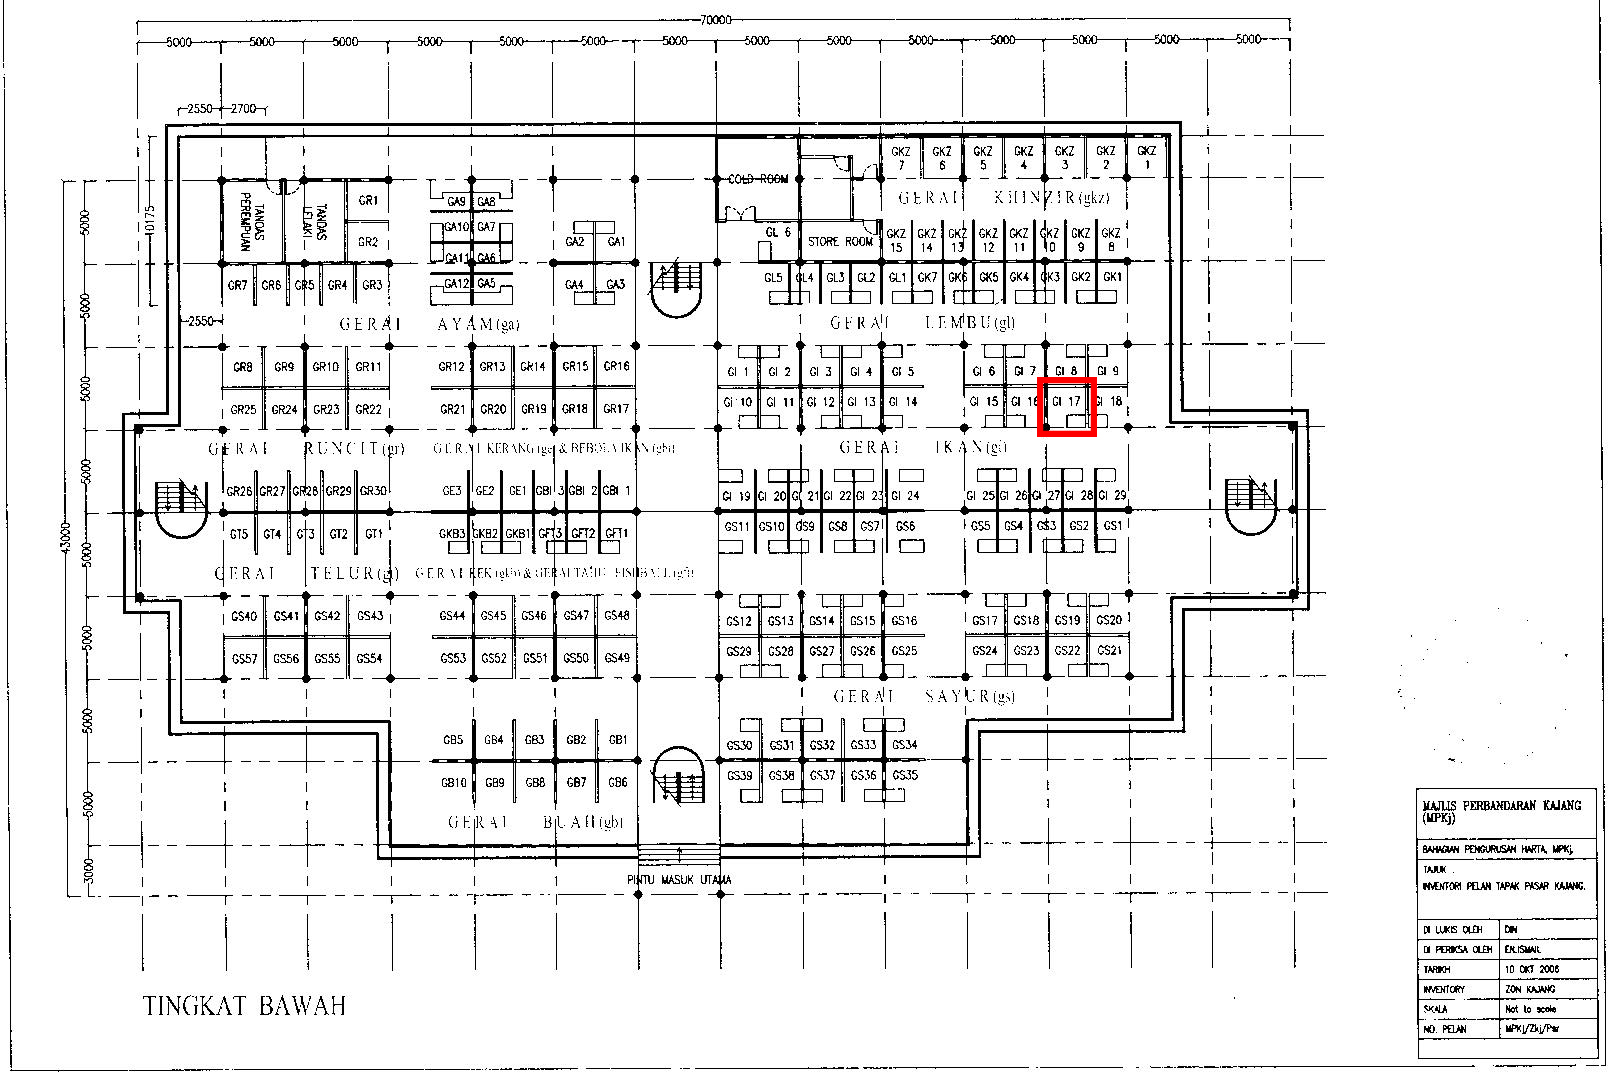 70000
5000 5000 5000 5000 5000 5000 5000 5000 5000 5000 5000 5000 5000 5000
2550 2700
GKZ 7 GKZ 6 GKZ 5 GKZ 4 GKZ 3 GKZ 2 GKZ 1
COLD ROOM
GERAI KHINZIR(gkz)
TANDAS PEREMPUAN
TANDAS LELAKI
GR1
GR2
GA9 GA8
GA10 GA7
GA11 GA6
GA12 GA5
GA2 GA1
GA4 GA3
GL 6
STORE ROOM
GKZ 15 GKZ 14 GKZ 13 GKZ 12 GKZ 11 GKZ 10 GKZ 9 GKZ 8
GR7 GR6 GR5 GR4 GR3
GL5 GL4 GL3 GL2 GL1 GK7 GK6 GK5 GK4 GK3 GK2 GK1
10175
2550
GERAI AYAM(ga)
GERAI LEMBU(gl)
GR8 GR9 GR10 GR11 GR12 GR13 GR14 GR15 GR16
GI 1 GI 2 GI 3 GI 4 GI 5 GI 6 GI 7 GI 8 GI 9
GR25 GR24 GR23 GR22 GR21 GR20 GR19 GR18 GR17
GI 10 GI 11 GI 12 GI 13 GI 14 GI 15 GI 16 GI 17 GI 18
GERAI RUNCIT(gr)
GERAI KERANG(ge) & BEBOLA IKAN(gbi)
GERAI IKAN(gi)
GR26 GR27 GR28 GR29 GR30 GE3 GE2 GE1 GBI 3 GBI 2 GBI 1
GI 19 GI 20 GI 21 GI 22 GI 23 GI 24 GI 25 GI 26 GI 27 GI 28 GI 29
GT5 GT4 GT3 GT2 GT1 GKB3 GKB2 GKB1 GFT3 GFT2 GFT1
GS11 GS10 GS9 GS8 GS7 GS6 GS5 GS4 GS3 GS2 GS1
GERAI TELUR(gt)
GERAI KEK(gkb) & GERAI TAHU FISHBALL(gft)
GS40 GS41 GS42 GS43 GS44 GS45 GS46 GS47 GS48
GS12 GS13 GS14 GS15 GS16 GS17 GS18 GS19 GS20
GS57 GS56 GS55 GS54 GS53 GS52 GS51 GS50 GS49
GS29 GS28 GS27 GS26 GS25 GS24 GS23 GS22 GS21
GERAI SAYUR(gs)
GB5 GB4 GB3 GB2 GB1
GS30 GS31 GS32 GS33 GS34
GB10 GB9 GB8 GB7 GB6
GS39 GS38 GS37 GS36 GS35
GERAI BUAH(gb)
PINTU MASUK UTAMA
5000
5000
5000
5000
5000
5000
5000
5000
3000
43000
TINGKAT BAWAH
MAJLIS PERBANDARAN KAJANG
(MPKj)
BAHAGIAN PENGURUSAN HARTA, MPKj,
TAJUK :
INVENTORI PELAN TAPAK PASAR KAJANG.
DI LUKIS OLEH DIN
DI PERIKSA OLEH EN.ISMAIL
TARIKH 10 OKT 2006
INVENTORY ZON KAJANG
SKALA Not to scale
NO. PELAN MPKj/Zkj/Psr